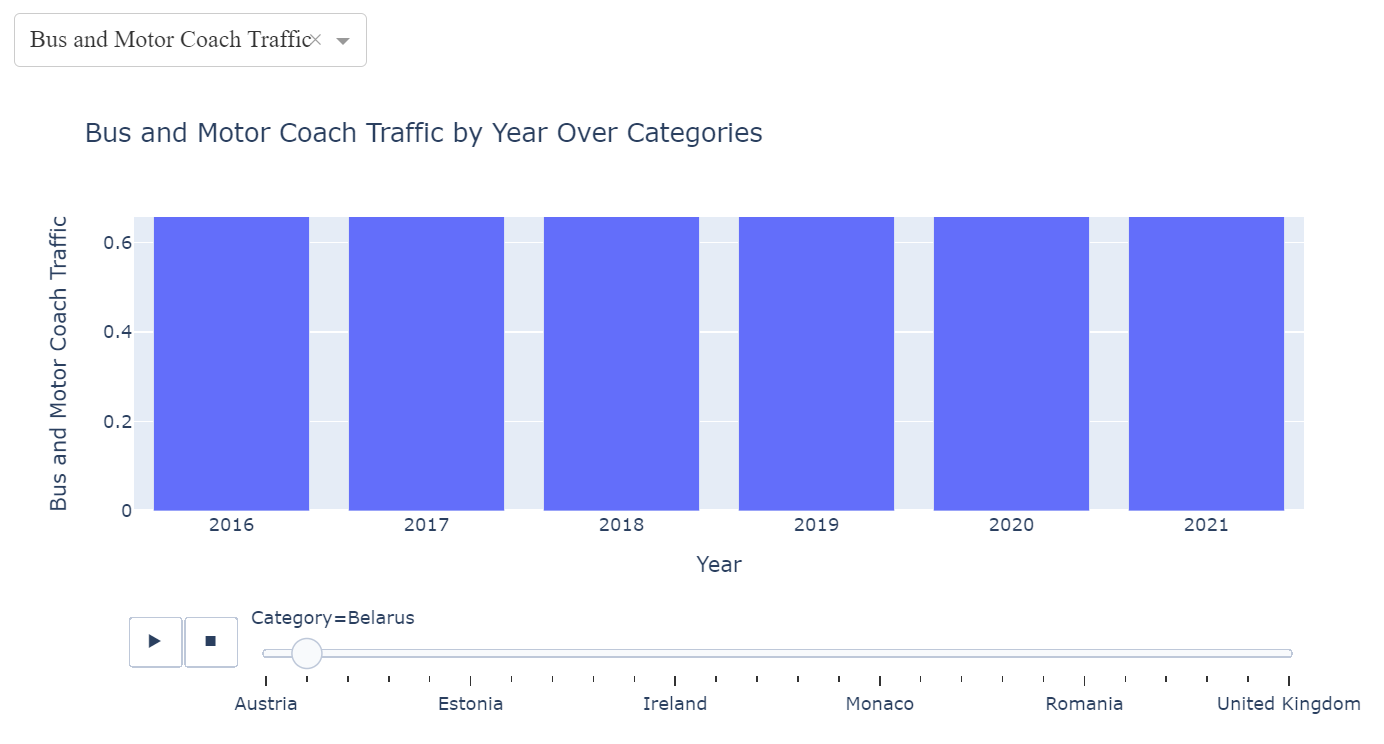 Bus and Motor Coach Traffic
Bus and Motor Coach Traffic by Year Over Categories
Bus and Motor Coach Traffic
0.6
0.4
0.2
0
2016 2017 2018 2019 2020 2021
Year
Category=Belarus
Austria Estonia Ireland Monaco Romania United Kingdom